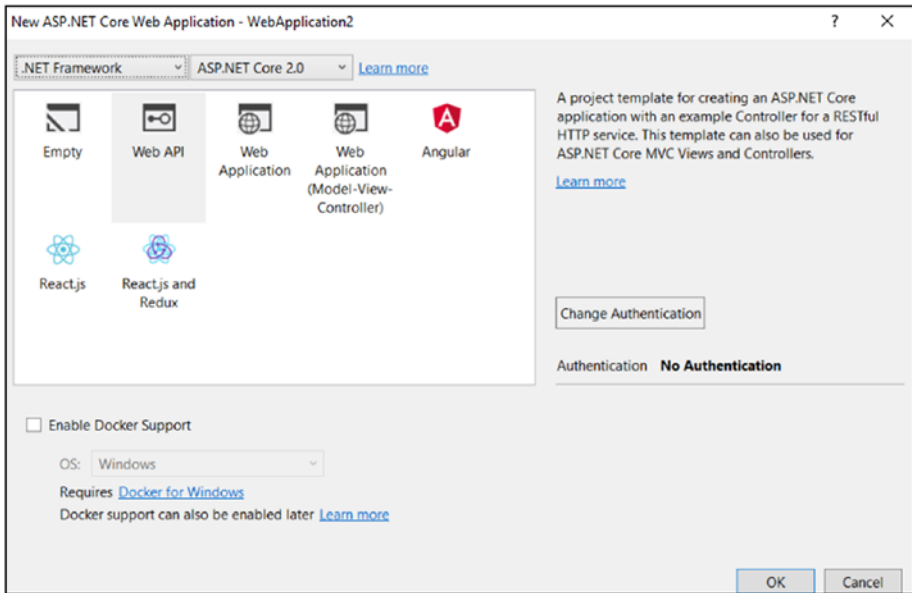 New ASP.NET Core Web Application - WebApplication2
.NET Framework ASP.NET Core 2.0 Learn more
Empty
Web API
Web
Application
Web
Application
(Model-View-
Controller)
Angular
React.js
React.js and
Redux
A project template for creating an ASP.NET Core
application with an example Controller for a RESTful
HTTP service. This template can also be used for
ASP.NET Core MVC Views and Controllers.
Learn more
Change Authentication
Authentication No Authentication
Enable Docker Support
OS: Windows
Requires Docker for Windows
Docker support can also be enabled later Learn more
OK Cancel